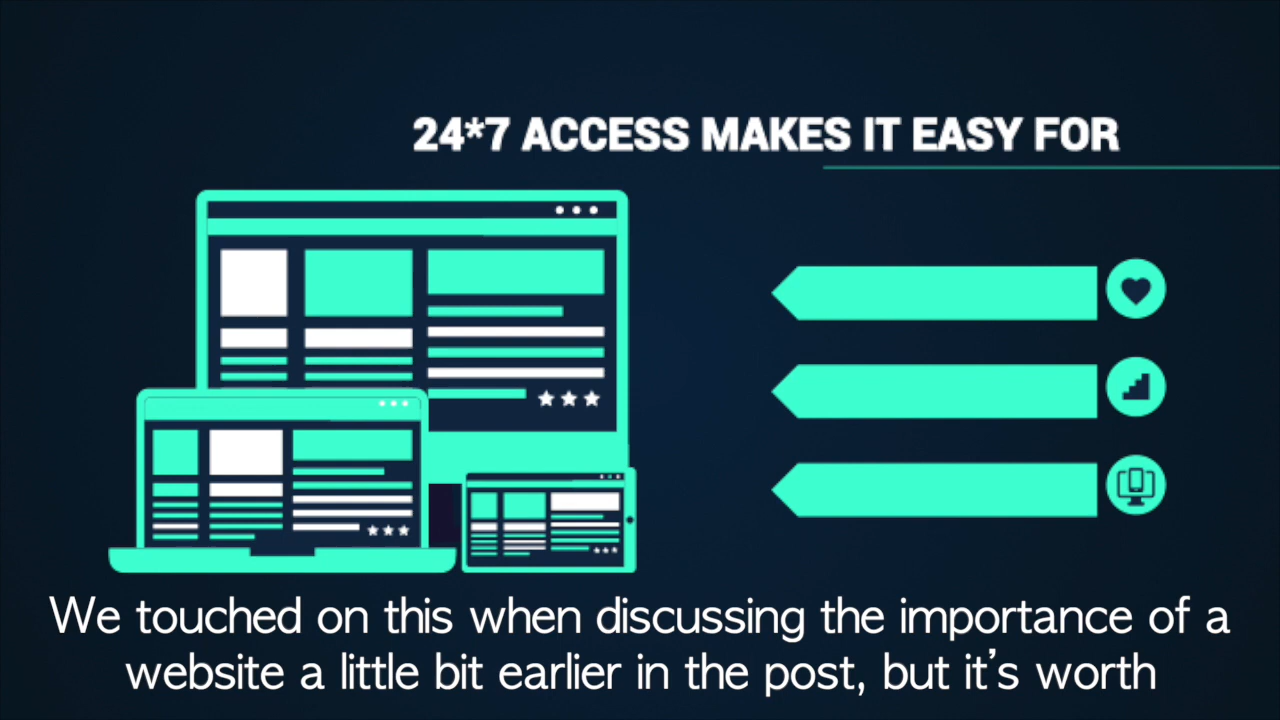 24*7 ACCESS MAKES IT EASY FOR
We touched on this when discussing the importance of a
website a little bit earlier in the post, but it's worth